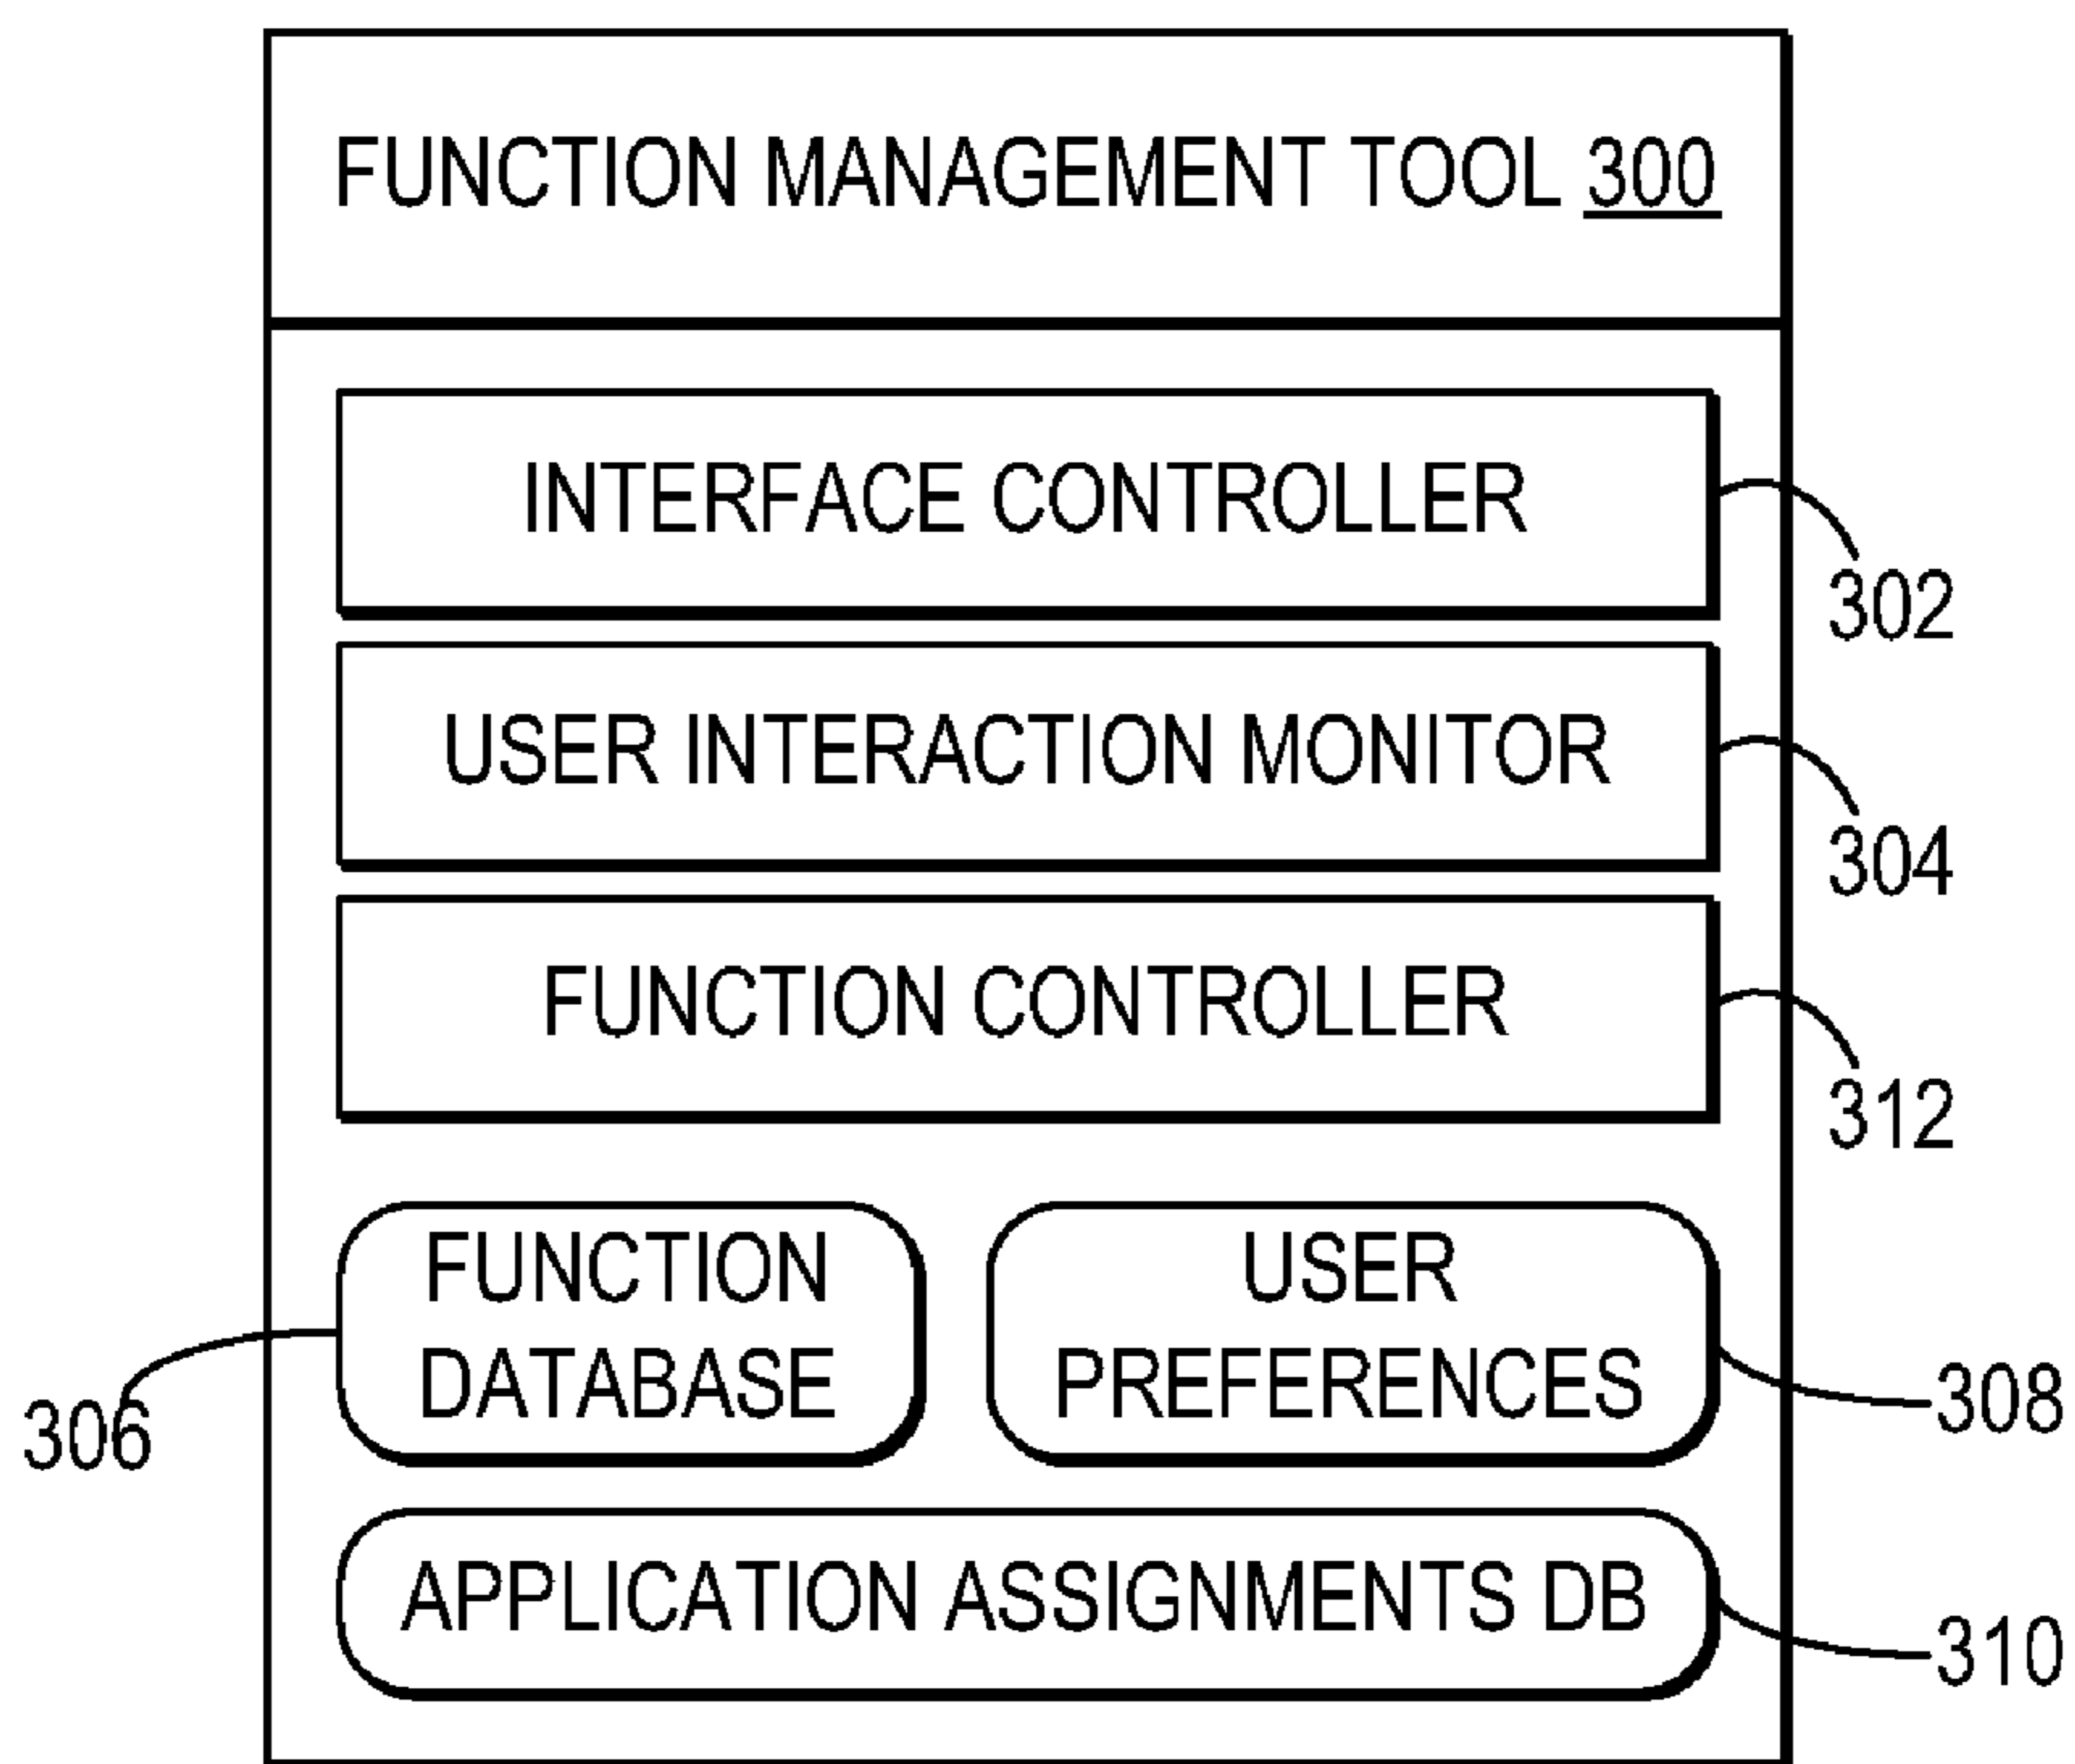 FUNCTION MANAGEMENT TOOL 300
INTERFACE CONTROLLER
302
USER INTERACTION MONITOR
304
FUNCTION CONTROLLER
312
FUNCTION
DATABASE
306
USER
PREFERENCES
308
APPLICATION ASSIGNMENTS DB
310